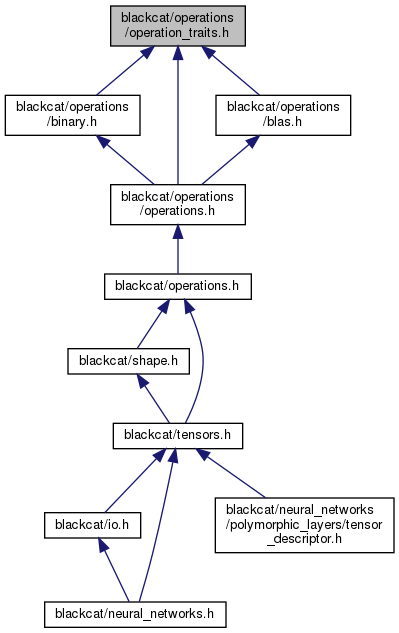 blackcat/operations
/operation_traits.h
blackcat/operations
/binary.h
blackcat/operations
/blas.h
blackcat/operations
/operations.h
blackcat/operations.h
blackcat/shape.h
blackcat/tensors.h
blackcat/io.h
blackcat/neural_networks
/polymorphic_layers/tensor
_descriptor.h
blackcat/neural_networks.h